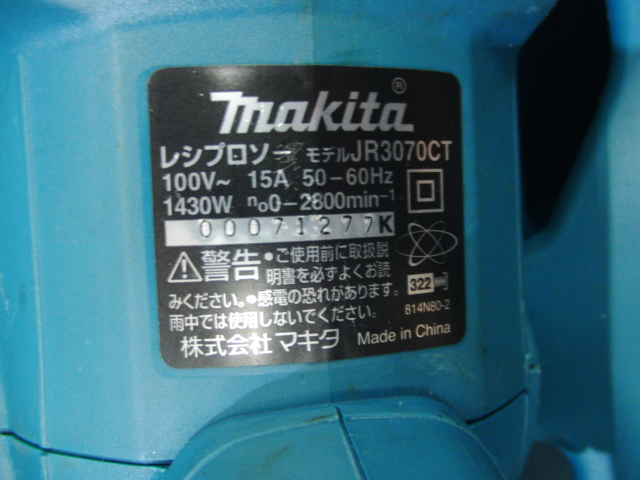 makita®
レシプロソー モデルJR3070CT
100V~ 15A 50-60Hz
1430W n₀0-2800min⁻¹
00071277K
警告 •ご使用前に取扱説
明書を必ずよくお読
みください。•感電の恐れがあります。
雨中では使用しないでください。
322
814N80-2
株式会社マキタ Made in China